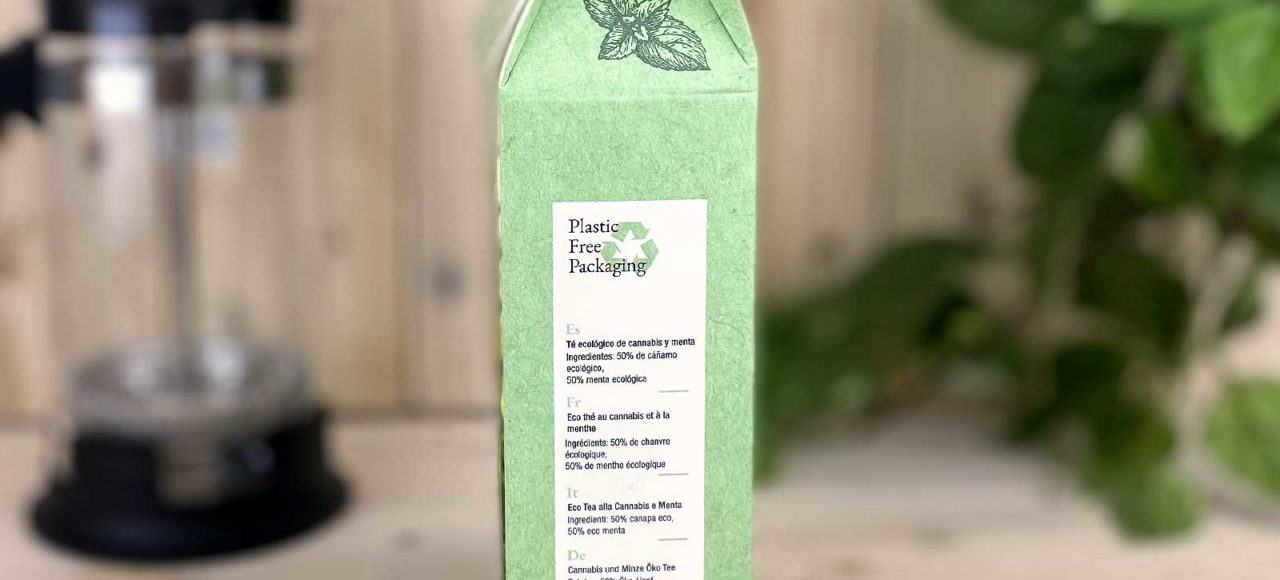 Plastic
Free
Packaging
Es
Té ecológico de cannabis y menta
Ingredientes: 50% de cáñamo
ecológico,
50% menta ecológica
Fr
Eco thé au cannabis et à la
menthe
Ingrédients: 50% de chanvre
écologique,
50% de menthe écologique
It
Eco Tea alla Cannabis e Menta
Ingredienti: 50% canapa eco,
50% eco menta
De
Cannabis und Minze Öko Tee